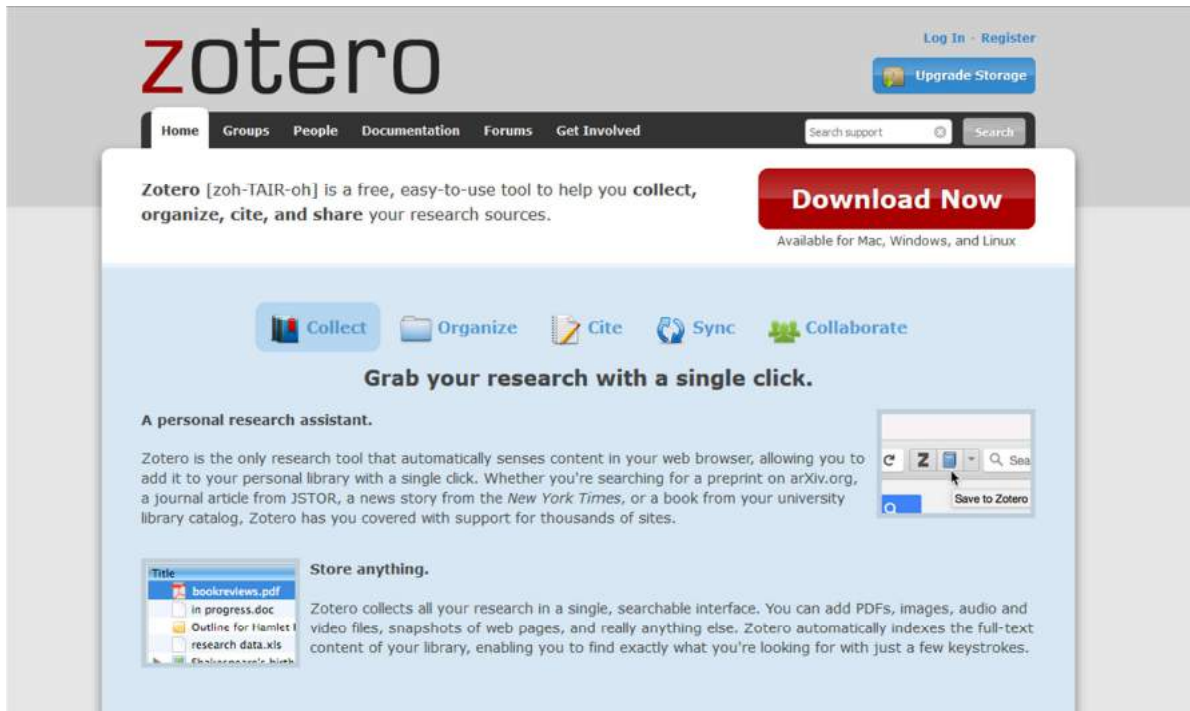 zotero
Log In · Register
Upgrade Storage
Home Groups People Documentation Forums Get Involved
Search support Search
Zotero [zoh-TAIR-oh] is a free, easy-to-use tool to help you collect,
organize, cite, and share your research sources.
Download Now
Available for Mac, Windows, and Linux
Collect Organize Cite Sync Collaborate
Grab your research with a single click.
A personal research assistant.
Zotero is the only research tool that automatically senses content in your web browser, allowing you to
add it to your personal library with a single click. Whether you're searching for a preprint on arXiv.org,
a journal article from JSTOR, a news story from the New York Times, or a book from your university
library catalog, Zotero has you covered with support for thousands of sites.
Z Sea
Save to Zotero
Title
bookreviews.pdf
in progress.doc
Outline for Hamlet
research data.xls
Store anything.
Zotero collects all your research in a single, searchable interface. You can add PDFs, images, audio and
video files, snapshots of web pages, and really anything else. Zotero automatically indexes the full-text
content of your library, enabling you to find exactly what you're looking for with just a few keystrokes.